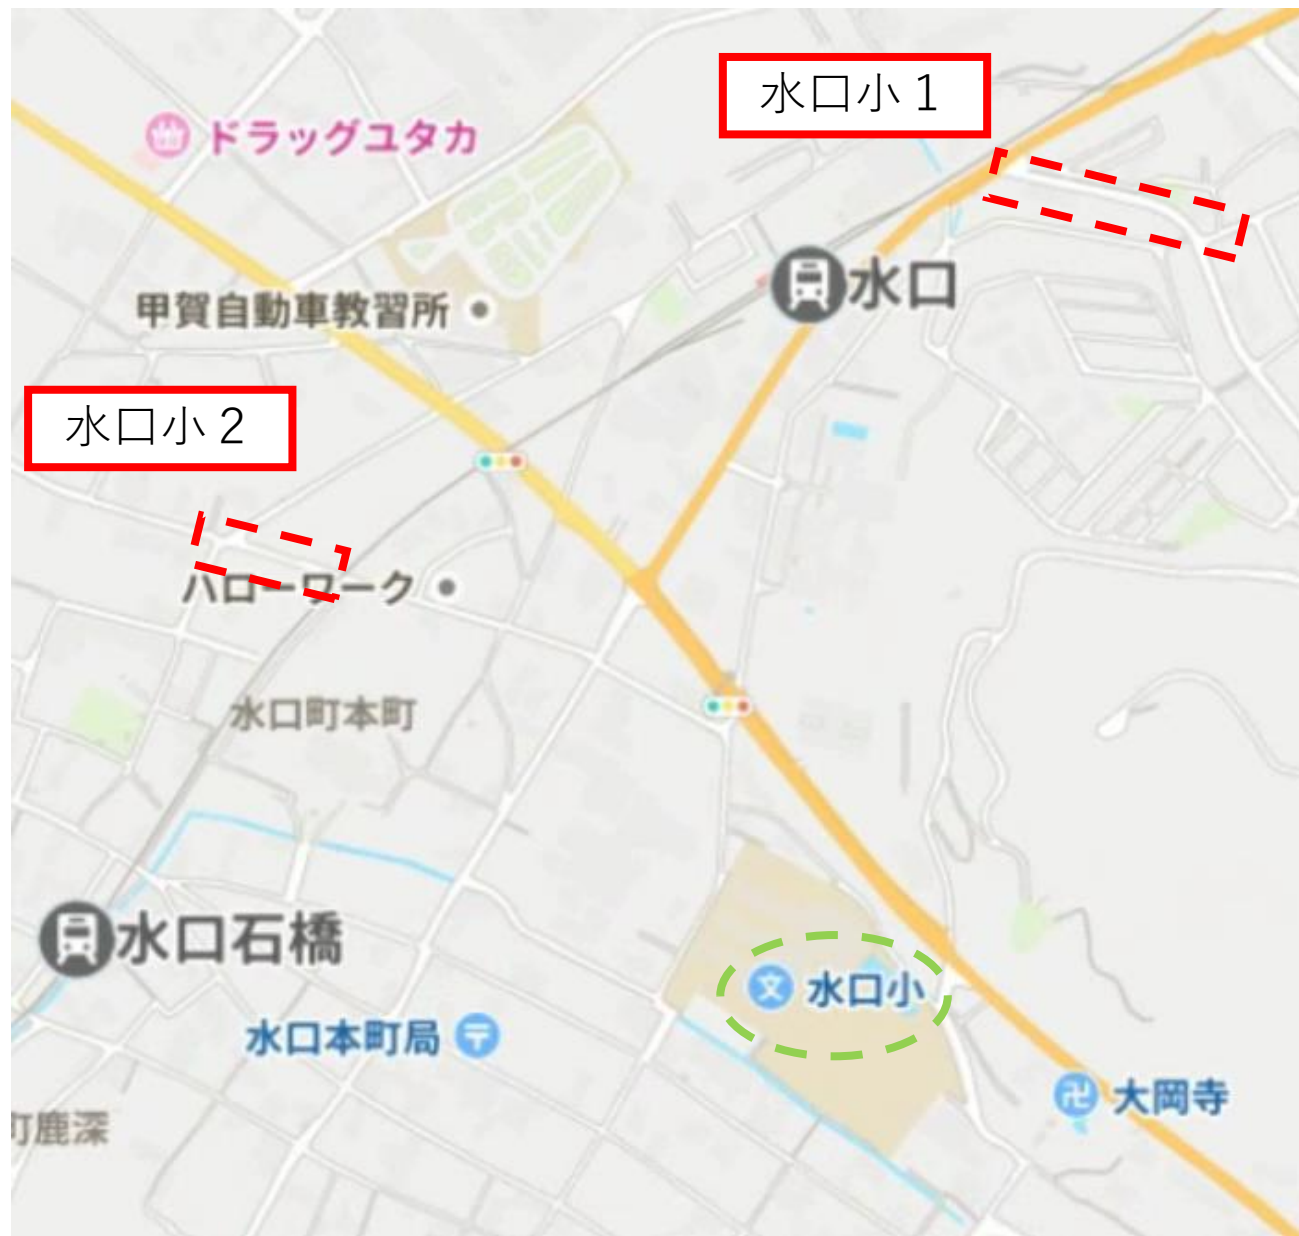 水口小１
ドラッグユタカ
水口
甲賀自動車教習所
水口小２
ハローワーク
水口町本町
水口石橋
文
水口小
水口本町局
大岡寺
町鹿深